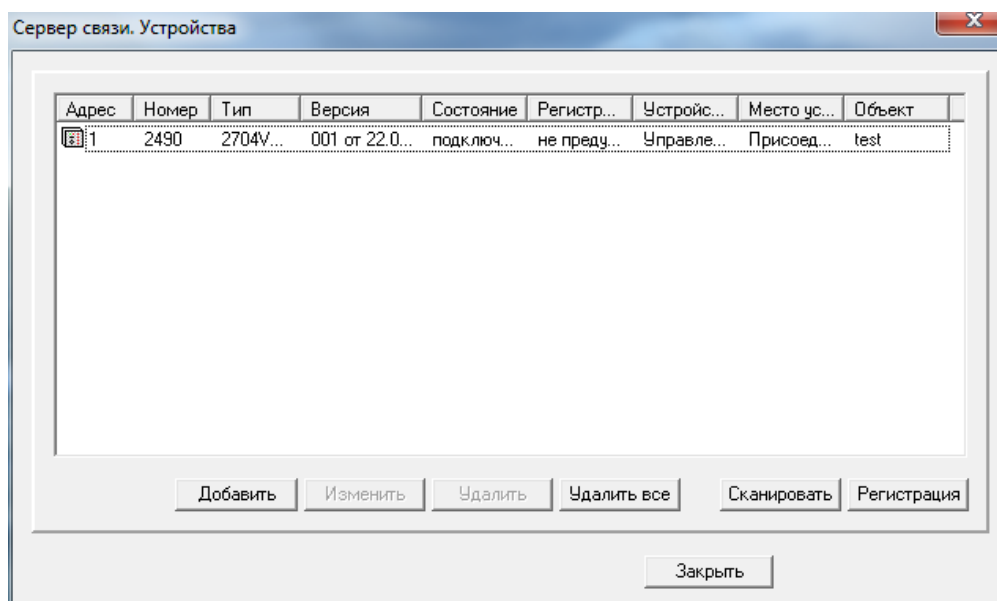 Сервер связи. Устройства
Адрес Номер Тип Версия Состояние Регистр... Устройс... Место ус... Объект
1 2490 2704V... 001 от 22.0... подключ... не преду... Управле... Присоед... test
Добавить Изменить Удалить Удалить все Сканировать Регистрация
Закрыть